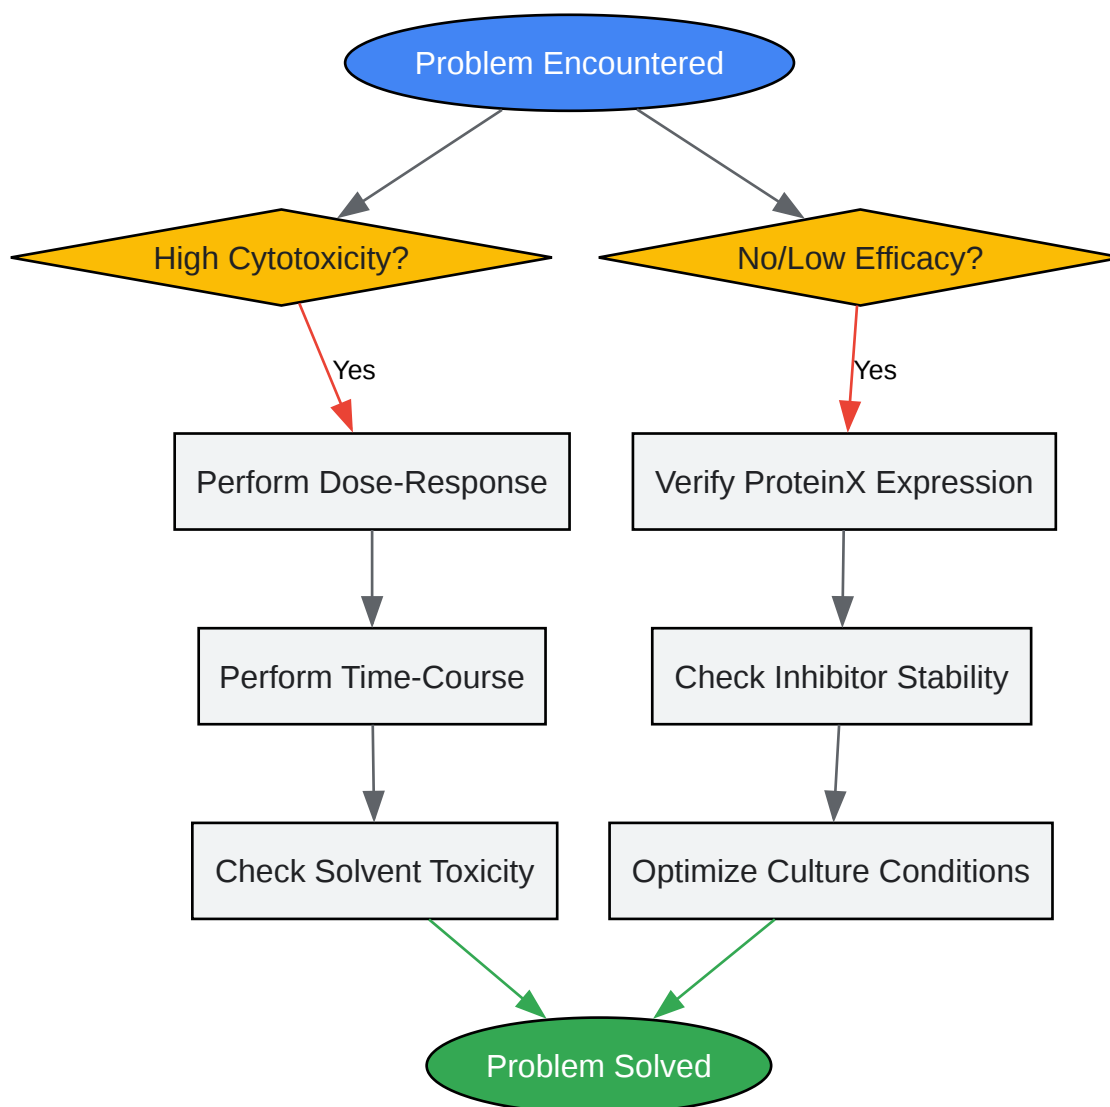 Problem Encountered
High Cytotoxicity?
No/Low Efficacy?
Yes
Yes
Perform Dose-Response
Verify ProteinX Expression
Perform Time-Course
Check Inhibitor Stability
Check Solvent Toxicity
Optimize Culture Conditions
Problem Solved